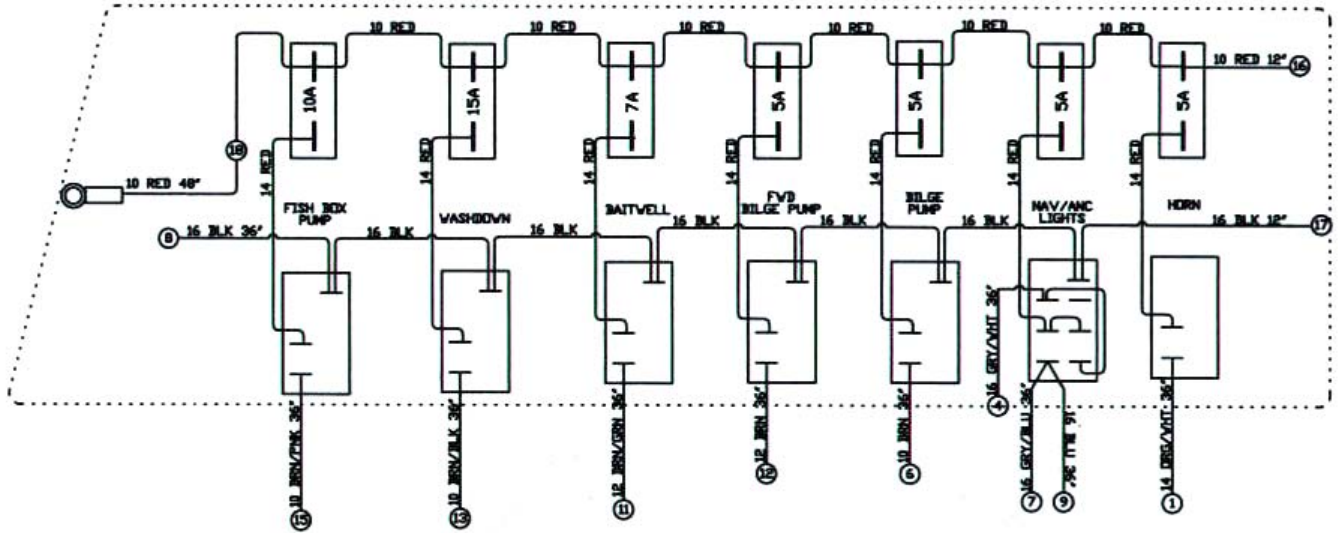 10 RED
10 RED
10 RED
10 RED
10 RED
10 RED
10 RED 12"
16
10A
15A
7A
5A
5A
5A
5A
18
10 RED 48"
14 RED
14 RED
14 RED
14 RED
14 RED
14 RED
14 RED
FISH BOX
PUMP
WASHDOWN
BAITWELL
FWD
BILGE PUMP
BILGE
PUMP
NAV/ANC
LIGHTS
HORN
8
16 BLK 36"
16 BLK
16 BLK
16 BLK
16 BLK
16 BLK
16 BLK 12"
17
16 GRY/WHT 36"
4
10 BRN/PNK 36"
15
10 BRN/BLK 36"
13
12 BRN/GRN 36"
11
12 BRN 36"
12
10 BRN 36"
6
16 GRY/BLU 36"
7
16 BLU 36"
9
14 ORG/WHT 36"
1